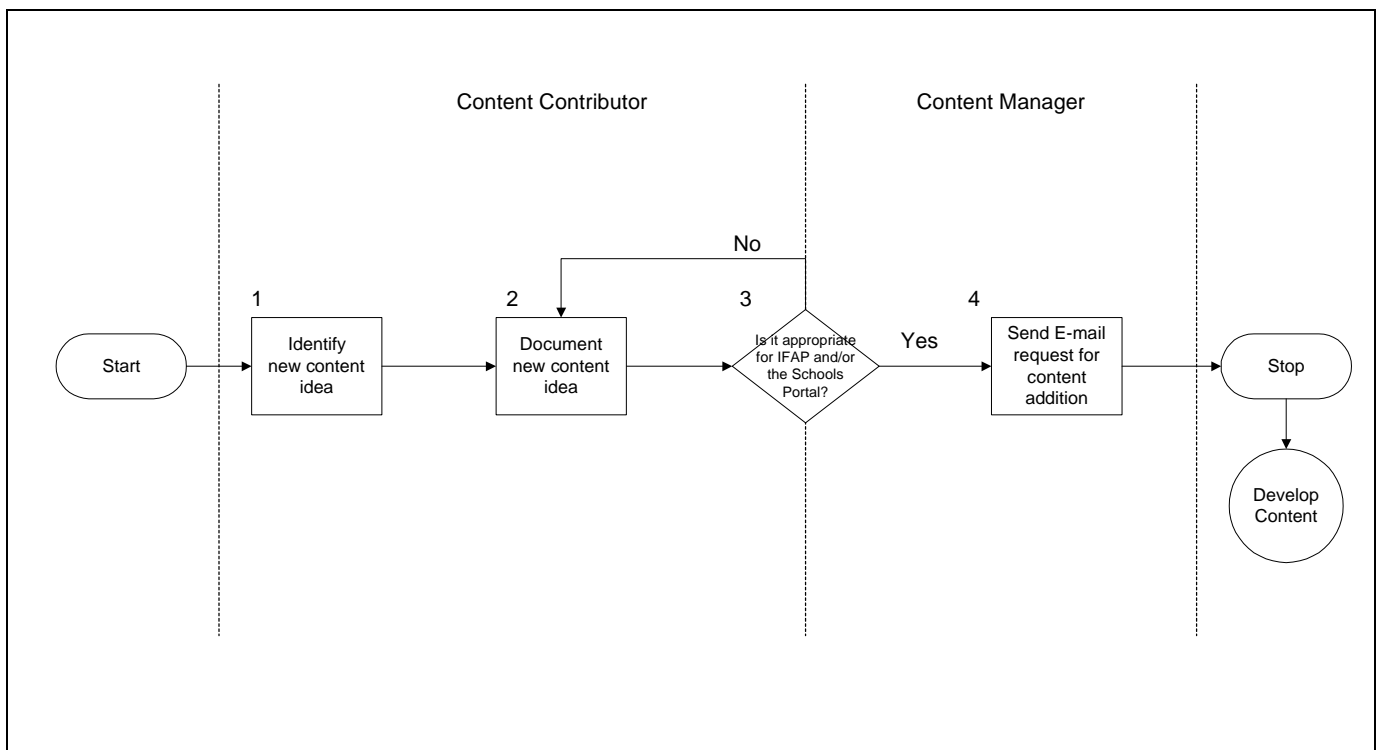 Content Contributor
Content Manager
No
1
2
3
4
Start
Identify
new content
idea
Document
new content
idea
Is it appropriate
for IFAP and/or
the Schools
Portal?
Yes
Send E-mail
request for
content
addition
Stop
Develop
Content